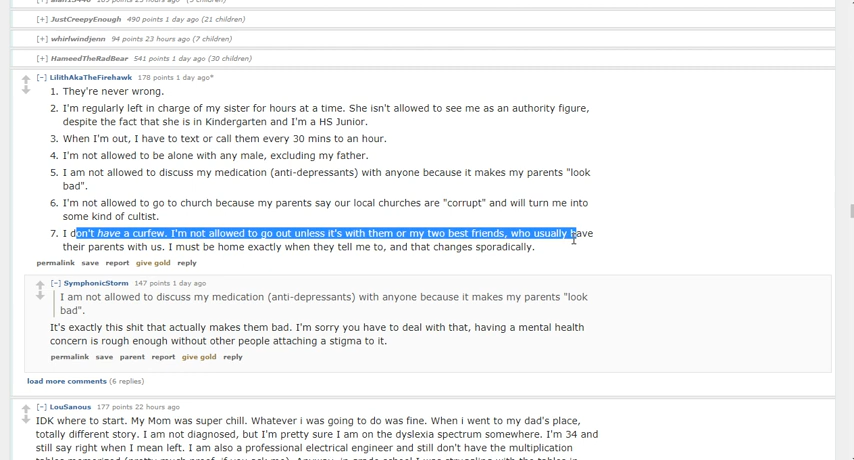 [+] JustCreepyEnough 490 points 1 day ago (21 children)
[+] whirlwindjenn 94 points 23 hours ago (7 children)
[+] HameedTheRadBear 541 points 1 day ago (30 children)
[–] LilithAkaTheFirehawk 178 points 1 day ago*
1. They're never wrong.
2. I'm regularly left in charge of my sister for hours at a time. She isn't allowed to see me as an authority figure,
despite the fact that she is in Kindergarten and I'm a HS Junior.
3. When I'm out, I have to text or call them every 30 mins to an hour.
4. I'm not allowed to be alone with any male, excluding my father.
5. I am not allowed to discuss my medication (anti-depressants) with anyone because it makes my parents "look
bad".
6. I'm not allowed to go to church because my parents say our local churches are "corrupt" and will turn me into
some kind of cultist.
7. I don't have a curfew. I'm not allowed to go out unless it's with them or my two best friends, who usually have
their parents with us. I must be home exactly when they tell me to, and that changes sporadically.
permalink save report give gold reply
[–] SymphonicStorm 147 points 1 day ago
I am not allowed to discuss my medication (anti-depressants) with anyone because it makes my parents "look
bad".
It's exactly this shit that actually makes them bad. I'm sorry you have to deal with that, having a mental health
concern is rough enough without other people attaching a stigma to it.
permalink save parent report give gold reply
load more comments (6 replies)
[–] LouSanous 177 points 22 hours ago
IDK where to start. My Mom was super chill. Whatever i was going to do was fine. When i went to my dad's place,
totally different story. I am not diagnosed, but I'm pretty sure I am on the dyslexia spectrum somewhere. I'm 34 and
still say right when I mean left. I am also a professional electrical engineer and still don't have the multiplication